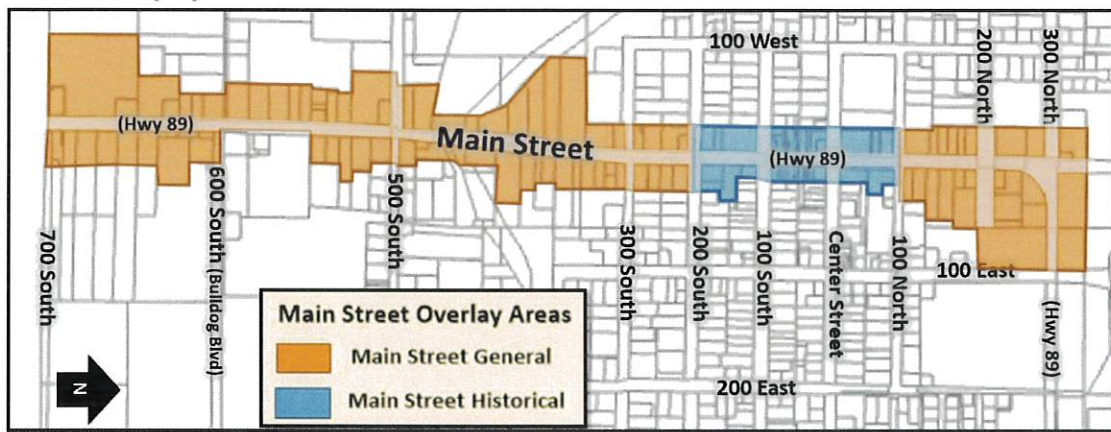 100 West
200 North
300 North
(Hwy 89)
Main Street
(Hwy 89)
700 South
600 South (Bulldog Blvd)
500 South
300 South
200 South
100 South
Center Street
100 North
100 East
(Hwy 89)
200 East
Main Street Overlay Areas
Main Street General
Main Street Historical
N